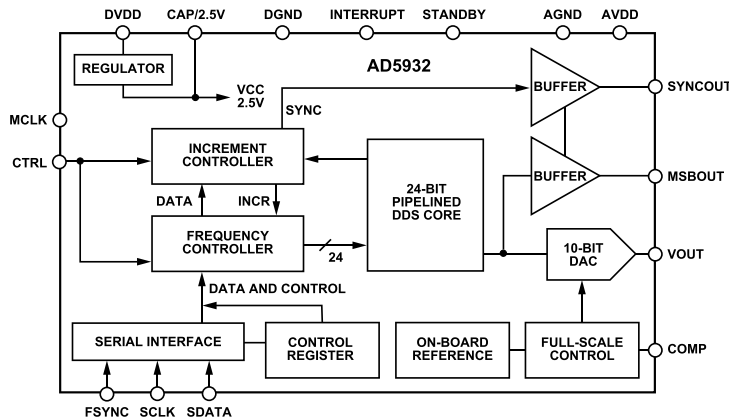 DVDD
CAP/2.5V
DGND
INTERRUPT
STANDBY
AGND
AVDD
REGULATOR
AD5932
VCC
2.5V
SYNC
BUFFER
SYNCOUT
MCLK
CTRL
INCREMENT
CONTROLLER
24-BIT
PIPELINED
DDS CORE
BUFFER
MSBOUT
DATA
INCR
FREQUENCY
CONTROLLER
24
10-BIT
DAC
VOUT
DATA AND CONTROL
SERIAL INTERFACE
CONTROL
REGISTER
ON-BOARD
REFERENCE
FULL-SCALE
CONTROL
COMP
FSYNC
SCLK
SDATA